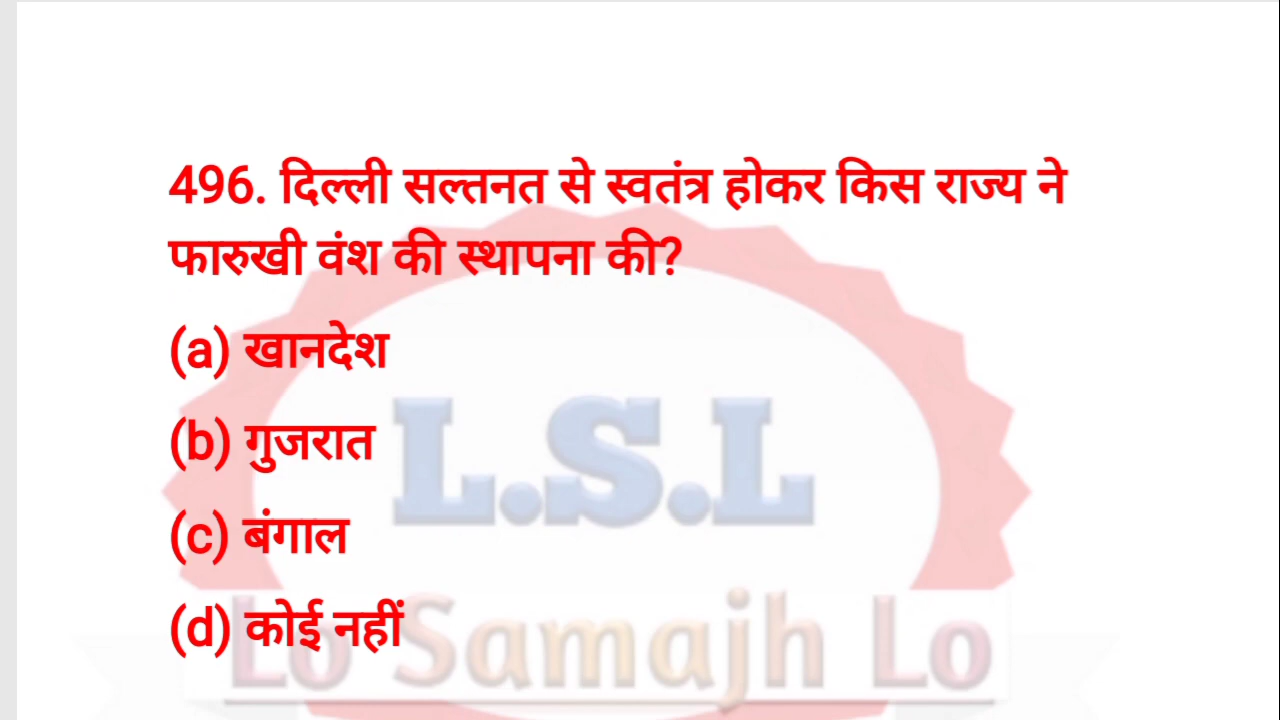 496. दिल्ली सल्तनत से स्वतंत्र होकर किस राज्य ने
फारुखी वंश की स्थापना की?
(a) खानदेश
(b) गुजरात
(c) बंगाल
(d) कोई नहीं
L.S.L
Lo Samajh Lo